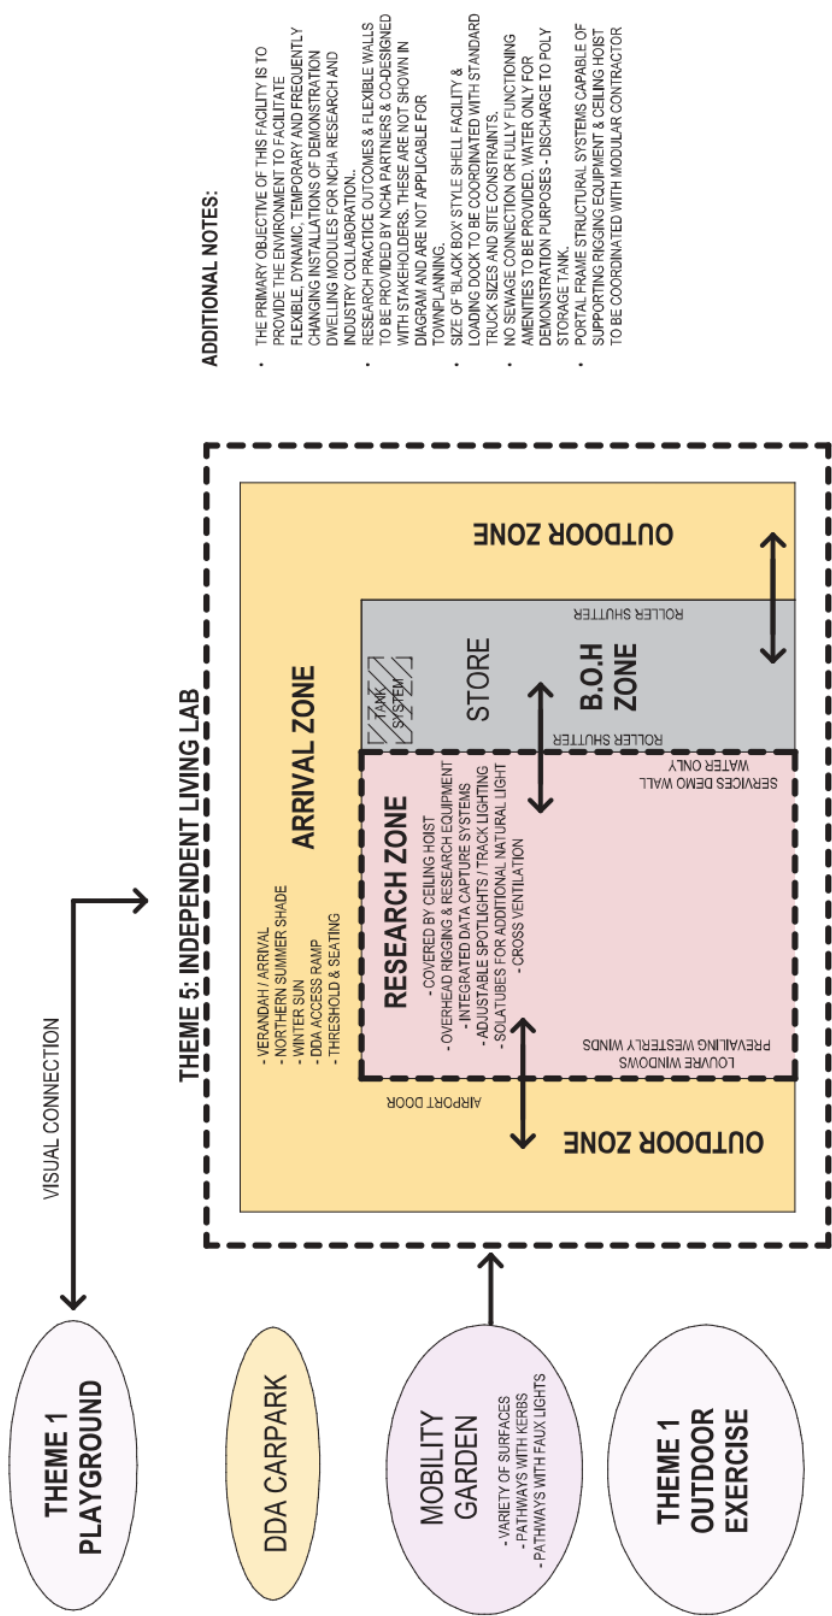 THEME 1
PLAYGROUND
VISUAL CONNECTION
DDA CARPARK
MOBILITY
GARDEN
- VARIETY OF SURFACES
- PATHWAYS WITH KERBS
- PATHWAYS WITH FAUX LIGHTS
THEME 1
OUTDOOR
EXERCISE
THEME 5: INDEPENDENT LIVING LAB
- VERANDAH / ARRIVAL
- NORTHERN SUMMER SHADE
- WINTER SUN
- DDA ACCESS RAMP
- THRESHOLD & SEATING
ARRIVAL ZONE
AIRPORT DOOR
OUTDOOR ZONE
RESEARCH ZONE
- COVERED BY CEILING HOIST
- OVERHEAD RIGGING & RESEARCH EQUIPMENT
- INTEGRATED DATA CAPTURE SYSTEMS
- ADJUSTABLE SPOTLIGHTS / TRACK LIGHTING
- SOLATUBES FOR ADDITIONAL NATURAL LIGHT
- CROSS VENTILATION
LOUVRE WINDOWS
PREVAILING WESTERLY WINDS
SERVICES DEMO WALL
WATER ONLY
ROLLER SHUTTER
TANK
SYSTEM
STORE
B.O.H
ZONE
ROLLER SHUTTER
OUTDOOR ZONE
ADDITIONAL NOTES:
• THE PRIMARY OBJECTIVE OF THIS FACILITY IS TO
PROVIDE THE ENVIRONMENT TO FACILITATE
FLEXIBLE, DYNAMIC, TEMPORARY AND FREQUENTLY
CHANGING INSTALLATIONS OF DEMONSTRATION
DWELLING MODULES FOR NCHA RESEARCH AND
INDUSTRY COLLABORATION..
• RESEARCH PRACTICE OUTCOMES & FLEXIBLE WALLS
TO BE PROVIDED BY NCHA PARTNERS & CO-DESIGNED
WITH STAKEHOLDERS. THESE ARE NOT SHOWN IN
DIAGRAM AND ARE NOT APPLICABLE FOR
TOWNPLANNING.
• SIZE OF 'BLACK BOX' STYLE SHELL FACILITY &
LOADING DOCK TO BE COORDINATED WITH STANDARD
TRUCK SIZES AND SITE CONSTRAINTS.
• NO SEWAGE CONNECTION OR FULLY FUNCTIONING
AMENITIES TO BE PROVIDED. WATER ONLY FOR
DEMONSTRATION PURPOSES - DISCHARGE TO POLY
STORAGE TANK.
• PORTAL FRAME STRUCTURAL SYSTEMS CAPABLE OF
SUPPORTING RIGGING EQUIPMENT & CEILING HOIST
TO BE COORDINATED WITH MODULAR CONTRACTOR